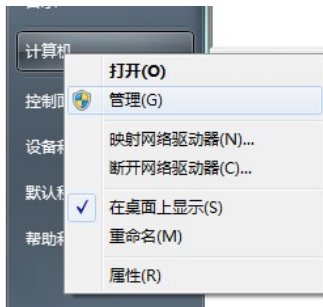 计算机
打开(O)
控制
管理(G)
设备和
映射网络驱动器(N)...
断开网络驱动器(C)...
默认
在桌面上显示(S)
帮助和
重命名(M)
属性(R)